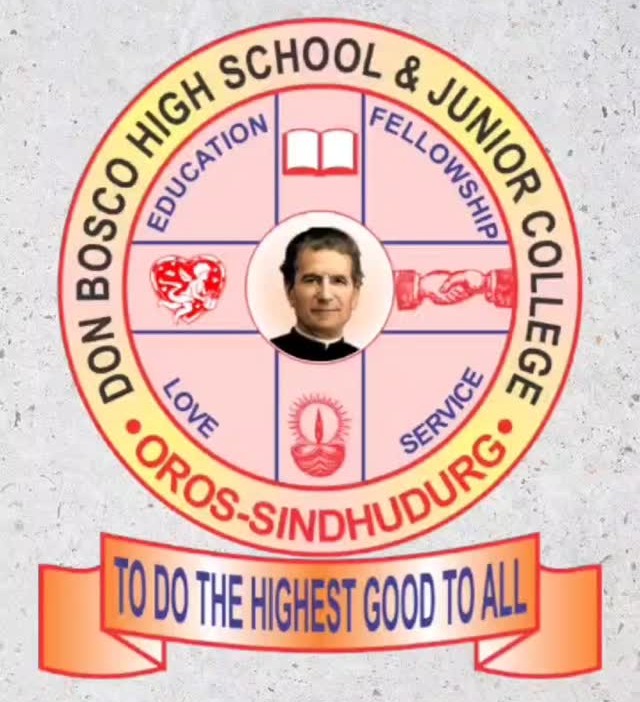 DON BOSCO HIGH SCHOOL & JUNIOR COLLEGE
EDUCATION
FELLOWSHIP
LOVE
SERVICE
• OROS-SINDHUDURG •
TO DO THE HIGHEST GOOD TO ALL